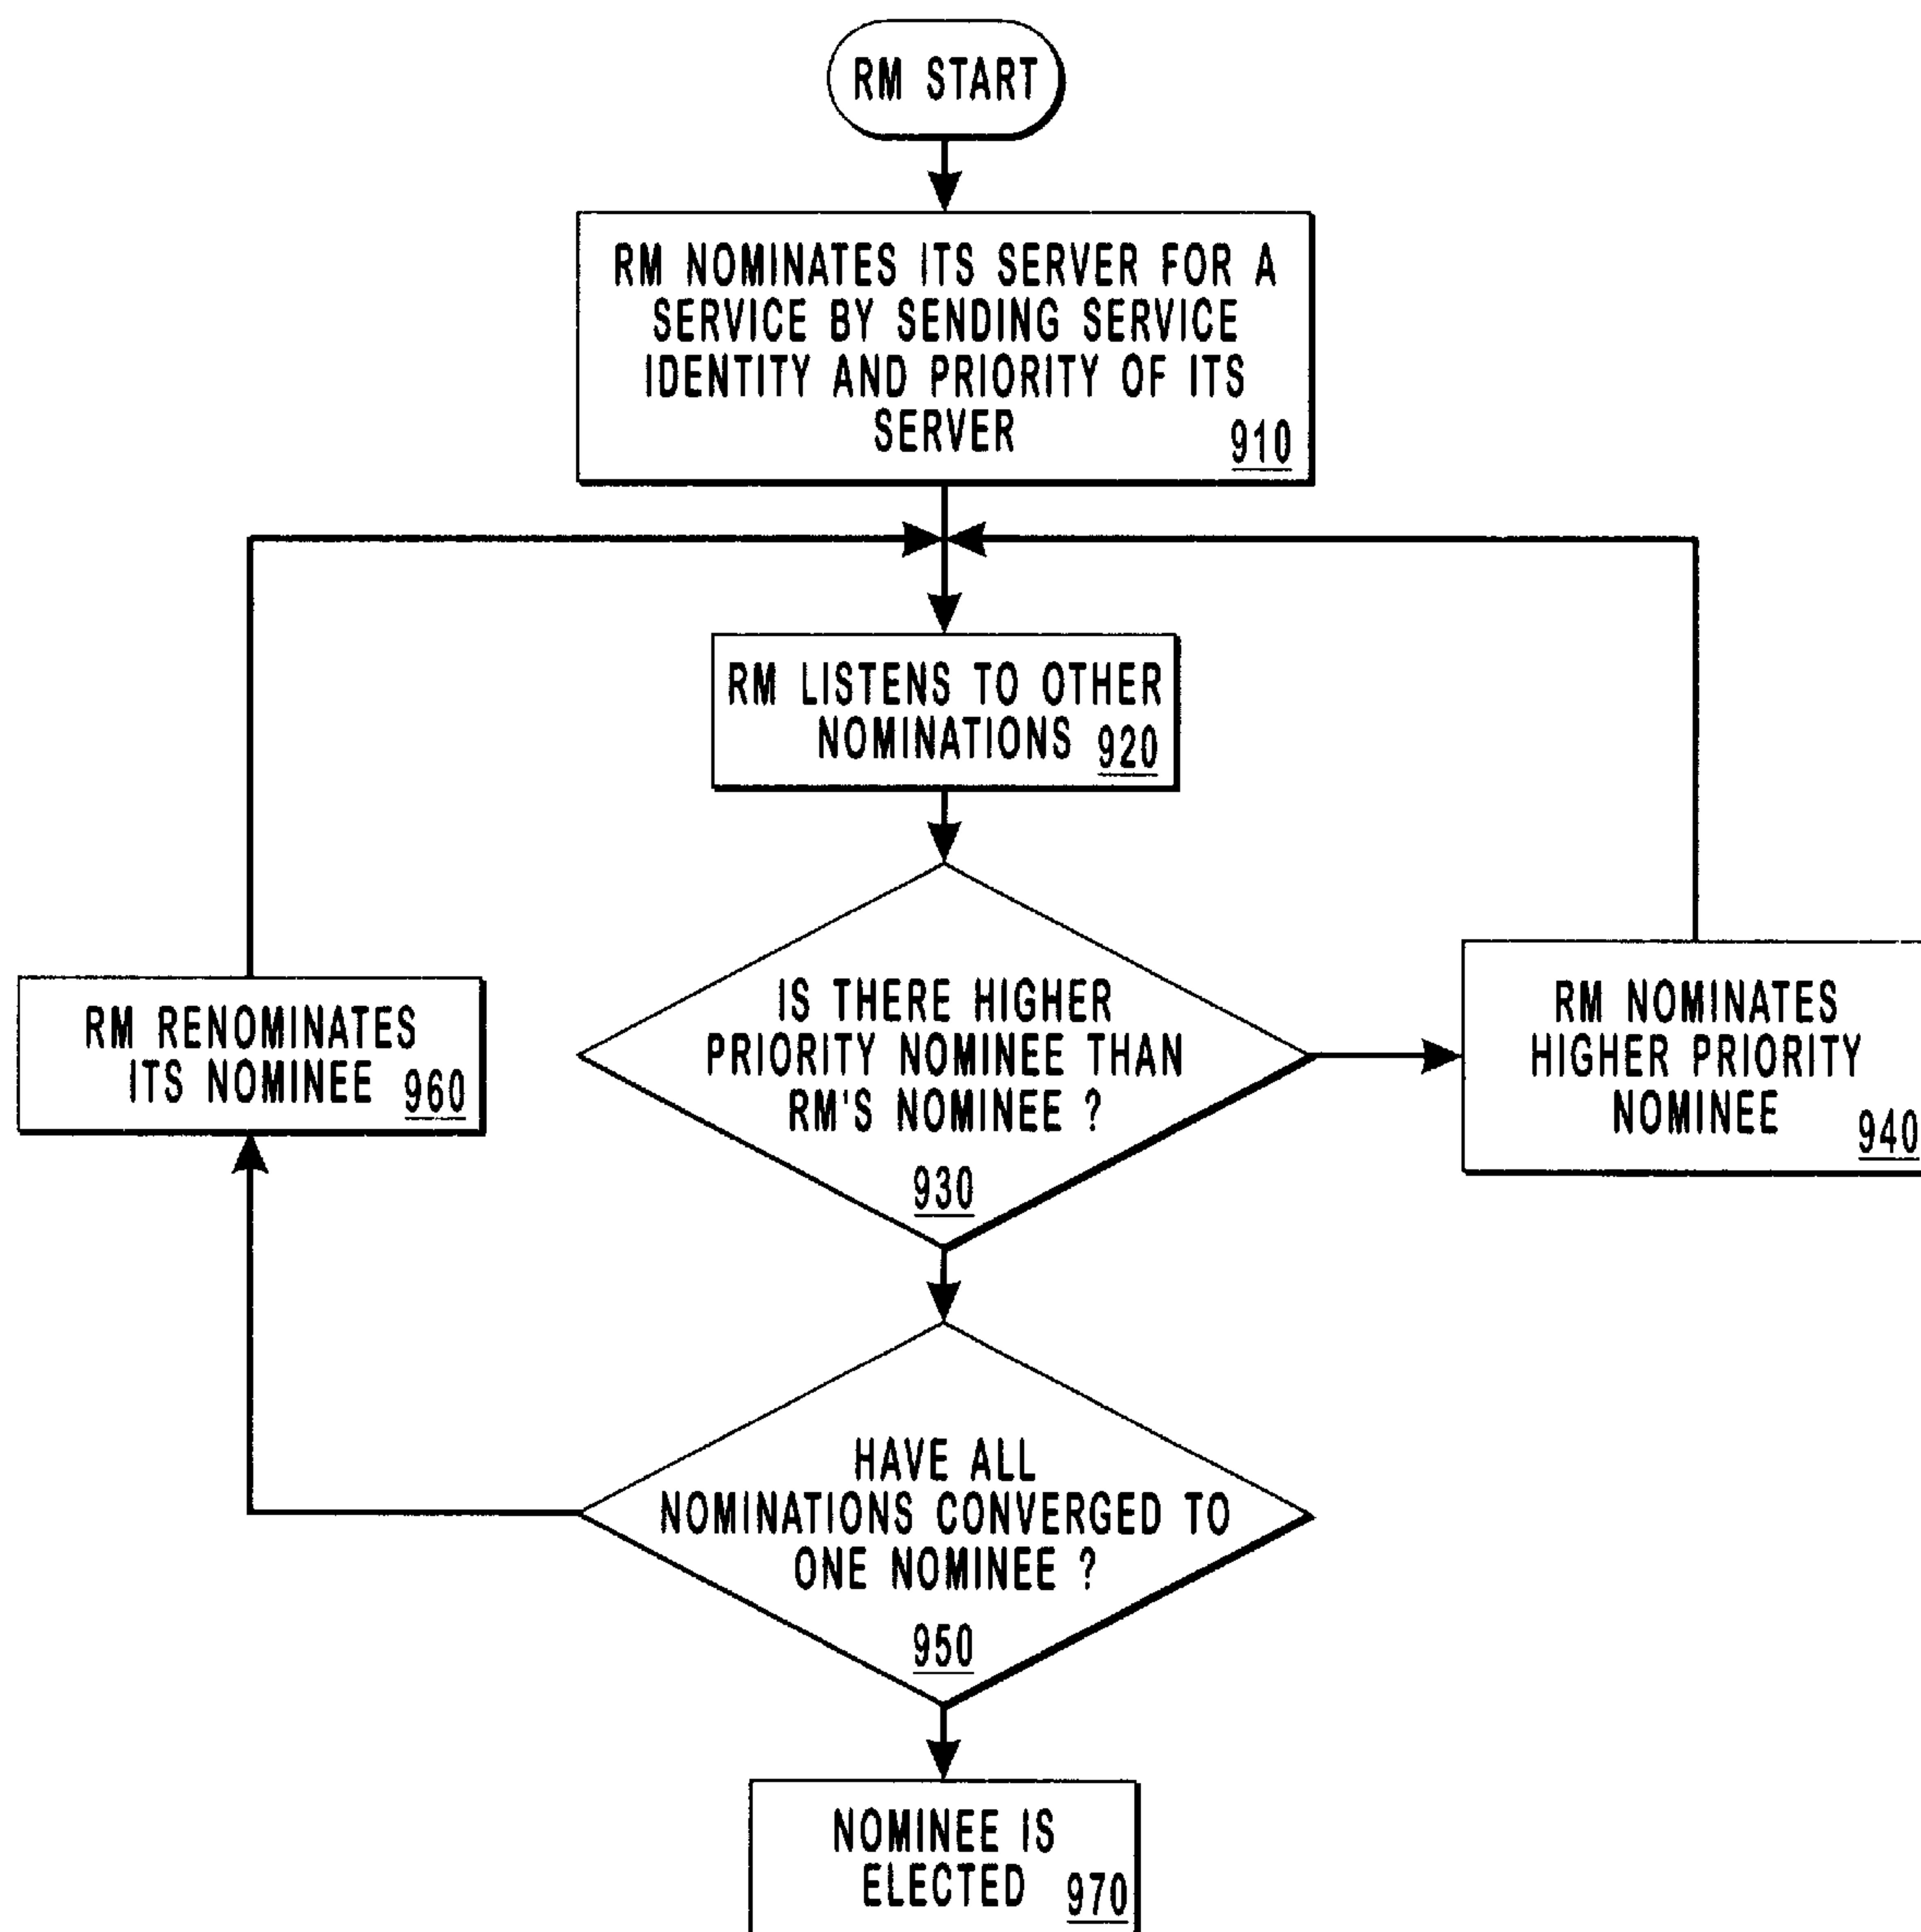 RM START
RM NOMINATES ITS SERVER FOR A
SERVICE BY SENDING SERVICE
IDENTITY AND PRIORITY OF ITS
SERVER
910
RM LISTENS TO OTHER
NOMINATIONS 920
IS THERE HIGHER
PRIORITY NOMINEE THAN
RM'S NOMINEE ?
930
RM NOMINATES
HIGHER PRIORITY
NOMINEE
940
RM RENOMINATES
ITS NOMINEE 960
HAVE ALL
NOMINATIONS CONVERGED TO
ONE NOMINEE ?
950
NOMINEE IS
ELECTED 970